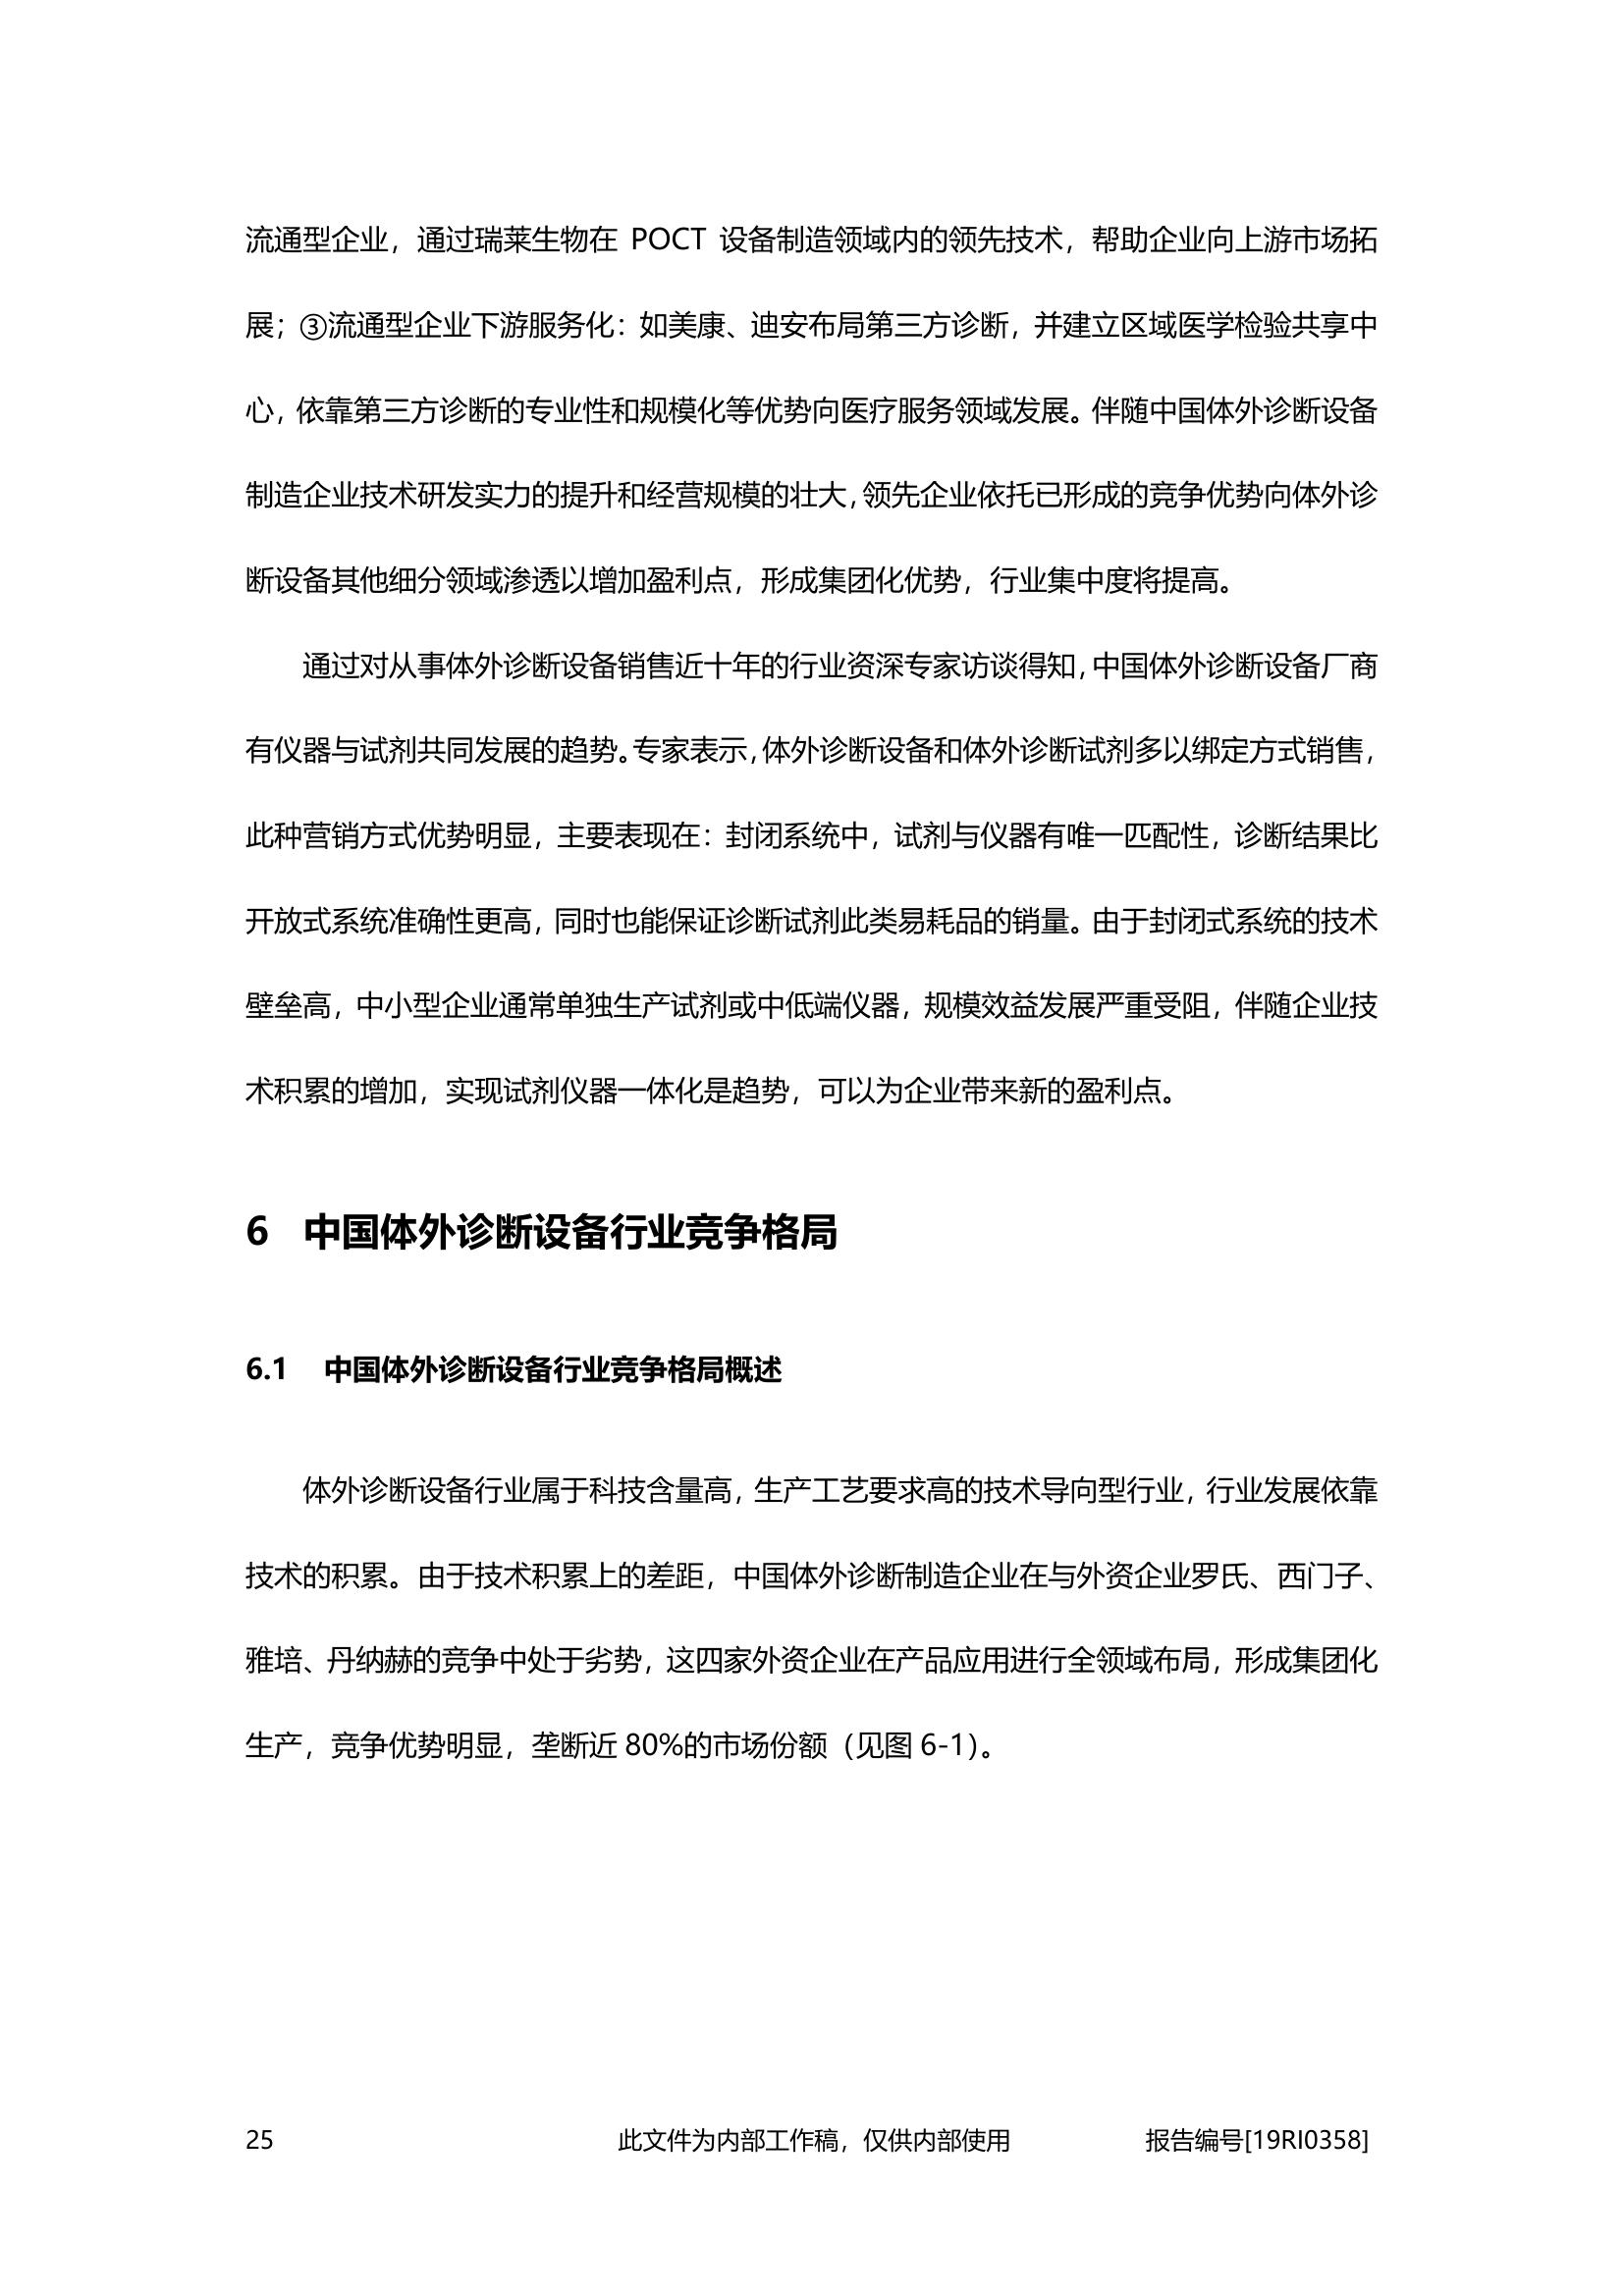 流通型企业，通过瑞莱生物在 POCT 设备制造领域内的领先技术，帮助企业向上游市场拓
展；③流通型企业下游服务化：如美康、迪安布局第三方诊断，并建立区域医学检验共享中
心，依靠第三方诊断的专业性和规模化等优势向医疗服务领域发展。伴随中国体外诊断设备
制造企业技术研发实力的提升和经营规模的壮大，领先企业依托已形成的竞争优势向体外诊
断设备其他细分领域渗透以增加盈利点，形成集团化优势，行业集中度将提高。
通过对从事体外诊断设备销售近十年的行业资深专家访谈得知，中国体外诊断设备厂商
有仪器与试剂共同发展的趋势。专家表示，体外诊断设备和体外诊断试剂多以绑定方式销售，
此种营销方式优势明显，主要表现在：封闭系统中，试剂与仪器有唯一匹配性，诊断结果比
开放式系统准确性更高，同时也能保证诊断试剂此类易耗品的销量。由于封闭式系统的技术
壁垒高，中小型企业通常单独生产试剂或中低端仪器，规模效益发展严重受阻，伴随企业技
术积累的增加，实现试剂仪器一体化是趋势，可以为企业带来新的盈利点。
6 中国体外诊断设备行业竞争格局
6.1 中国体外诊断设备行业竞争格局概述
体外诊断设备行业属于科技含量高，生产工艺要求高的技术导向型行业，行业发展依靠
技术的积累。由于技术积累上的差距，中国体外诊断制造企业在与外资企业罗氏、西门子、
雅培、丹纳赫的竞争中处于劣势，这四家外资企业在产品应用进行全领域布局，形成集团化
生产，竞争优势明显，垄断近 80%的市场份额（见图 6-1）。
25 此文件为内部工作稿，仅供内部使用 报告编号[19RI0358]